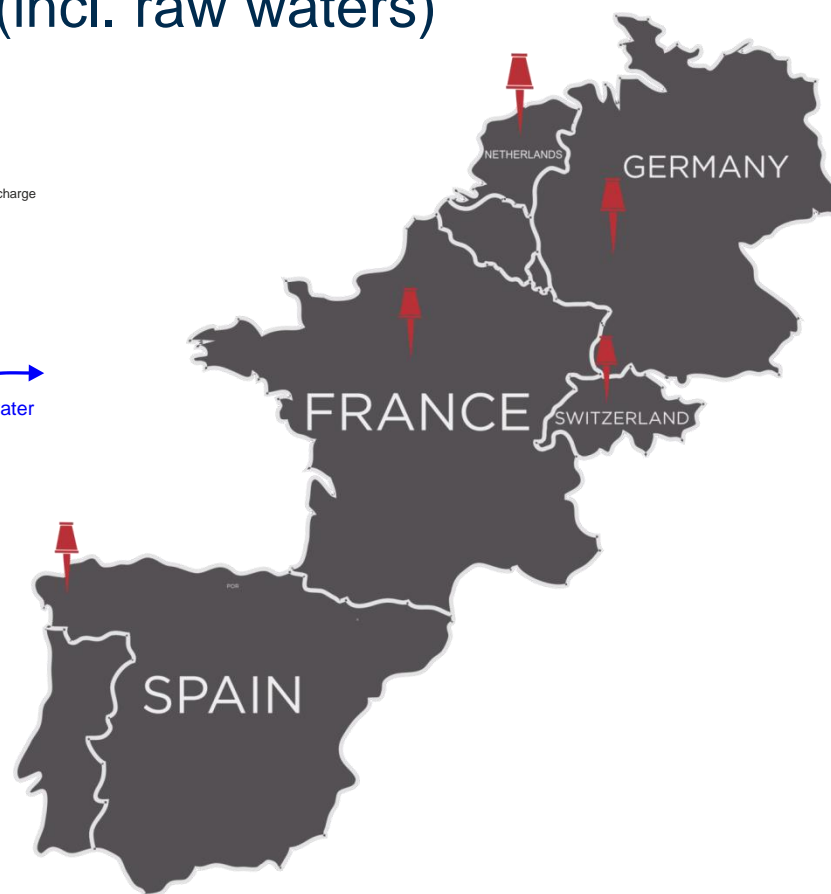 (incl. raw waters)
NETHERLANDS
GERMANY
charge
ater
FRANCE
SWITZERLAND
POR
SPAIN